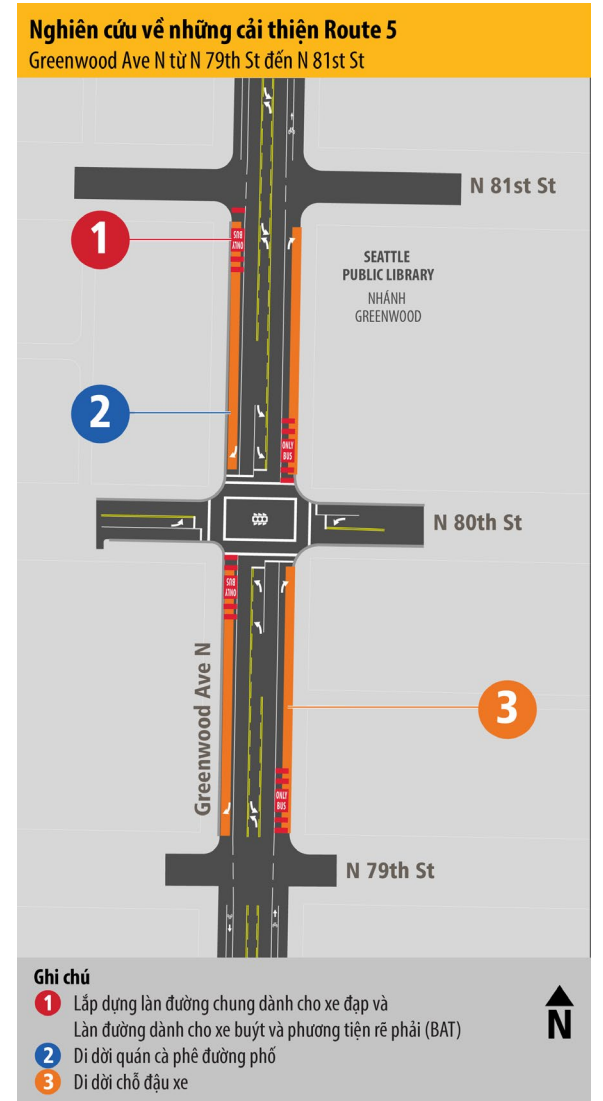 Nghiên cứu về những cải thiện Route 5
Greenwood Ave N từ N 79th St đến N 81st St
N 81st St
1
BUS
ONLY
SEATTLE
PUBLIC LIBRARY
NHÁNH
GREENWOOD
2
ONLY
BUS
N 80th St
BUS
ONLY
Greenwood Ave N
3
ONLY
BUS
N 79th St
Ghi chú
1 Lắp dựng làn đường chung dành cho xe đạp và
Làn đường dành cho xe buýt và phương tiện rẽ phải (BAT)
2 Di dời quán cà phê đường phố
3 Di dời chỗ đậu xe
N